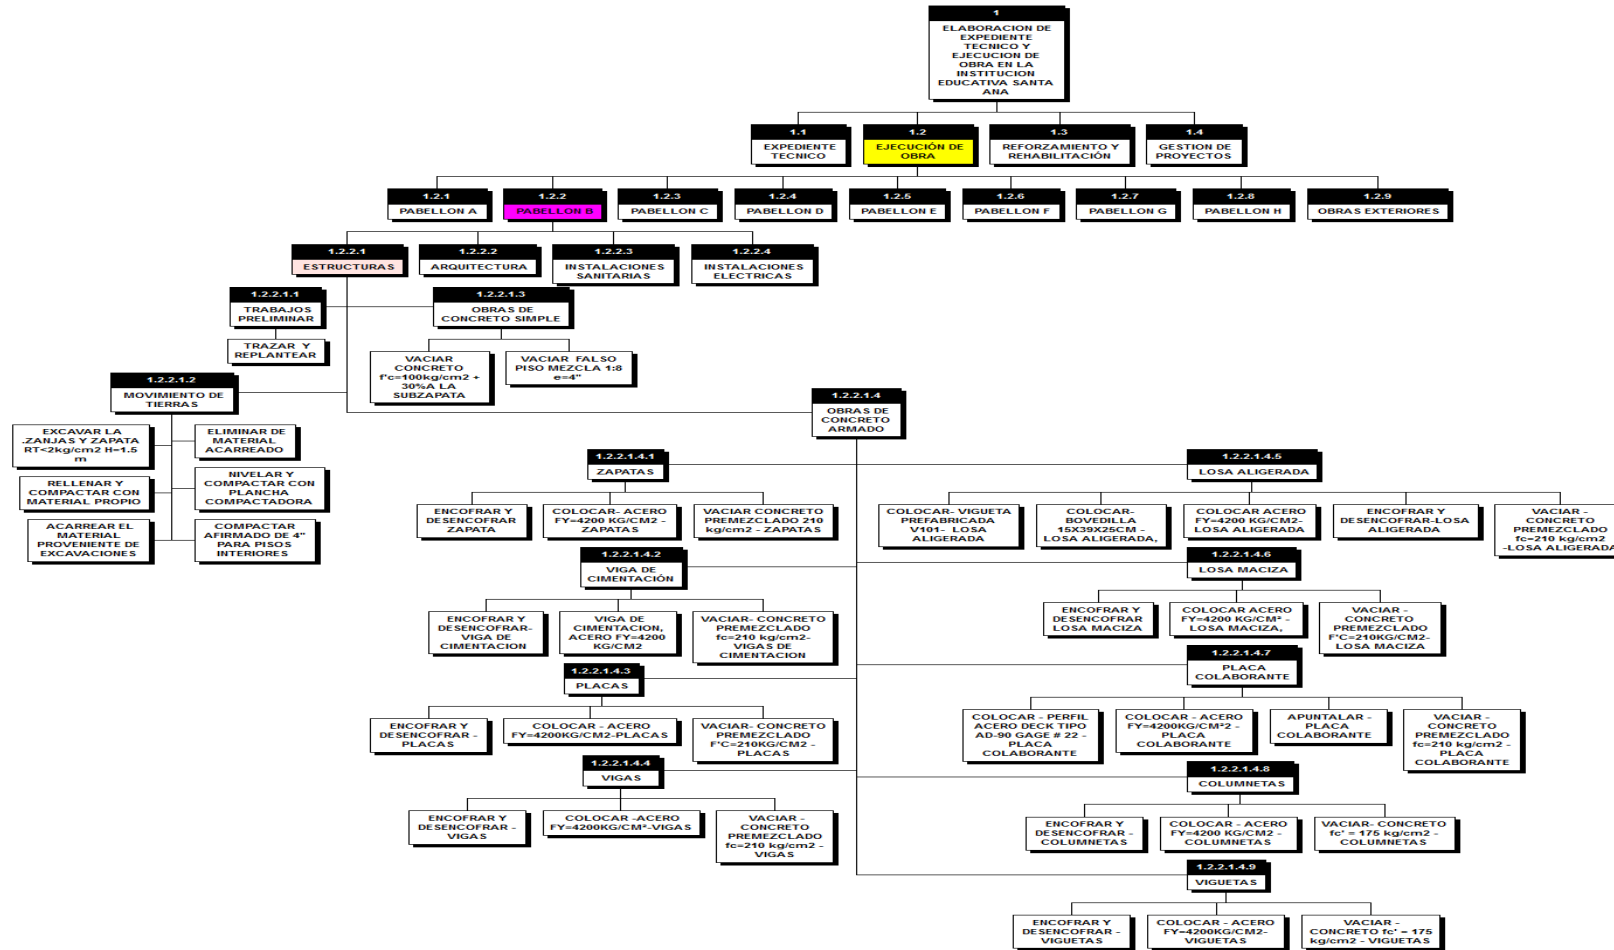 1
ELABORACION DE
EXPEDIENTE
TECNICO Y
EJECUCION DE
OBRA EN LA
INSTITUCION
EDUCATIVA SANTA
ANA
1.1
EXPEDIENTE
TECNICO
1.2
EJECUCIÓN DE
OBRA
1.3
REFORZAMIENTO Y
REHABILITACIÓN
1.4
GESTION DE
PROYECTOS
1.2.1
PABELLON A
1.2.2
PABELLON B
1.2.3
PABELLON C
1.2.4
PABELLON D
1.2.5
PABELLON E
1.2.6
PABELLON F
1.2.7
PABELLON G
1.2.8
PABELLON H
1.2.9
OBRAS EXTERIORES
1.2.2.1
ESTRUCTURAS
1.2.2.2
ARQUITECTURA
1.2.2.3
INSTALACIONES
SANITARIAS
1.2.2.4
INSTALACIONES
ELECTRICAS
1.2.2.1.1
TRABAJOS
PRELIMINAR
TRAZAR Y
REPLANTEAR
1.2.2.1.3
OBRAS DE
CONCRETO SIMPLE
VACIAR
CONCRETO
f'c=100kg/cm2 +
30%A LA
SUBZAPATA
VACIAR FALSO
PISO MEZCLA 1:8
e=4"
1.2.2.1.2
MOVIMIENTO DE
TIERRAS
EXCAVAR LA
.ZANJAS Y ZAPATA
RT<2kg/cm2 H=1.5
m
ELIMINAR DE
MATERIAL
ACARREADO
RELLENAR Y
COMPACTAR CON
MATERIAL PROPIO
NIVELAR Y
COMPACTAR CON
PLANCHA
COMPACTADORA
ACARREAR EL
MATERIAL
PROVENIENTE DE
EXCAVACIONES
COMPACTAR
AFIRMADO DE 4"
PARA PISOS
INTERIORES
1.2.2.1.4
OBRAS DE
CONCRETO
ARMADO
1.2.2.1.4.1
ZAPATAS
ENCOFRAR Y
DESENCOFRAR
ZAPATA
COLOCAR- ACERO
FY=4200 KG/CM2 -
ZAPATAS
VACIAR CONCRETO
PREMEZCLADO 210
kg/cm2 - ZAPATAS
1.2.2.1.4.2
VIGA DE
CIMENTACIÓN
ENCOFRAR Y
DESENCOFRAR-
VIGA DE
CIMENTACION
VIGA DE
CIMENTACION,
ACERO FY=4200
KG/CM2
VACIAR- CONCRETO
PREMEZCLADO
fc=210 kg/cm2-
VIGAS DE
CIMENTACION
1.2.2.1.4.3
PLACAS
ENCOFRAR Y
DESENCOFRAR -
PLACAS
COLOCAR - ACERO
FY=4200KG/CM2-PLACAS
VACIAR- CONCRETO
PREMEZCLADO
F'C=210KG/CM2 -
PLACAS
1.2.2.1.4.4
VIGAS
ENCOFRAR Y
DESENCOFRAR -
VIGAS
COLOCAR -ACERO
FY=4200KG/CM²-VIGAS
VACIAR -
CONCRETO
PREMEZCLADO
fc=210 kg/cm2 -
VIGAS
1.2.2.1.4.5
LOSA ALIGERADA
COLOCAR- VIGUETA
PREFABRICADA
V101- LOSA
ALIGERADA
COLOCAR-
BOVEDILLA
15X39X25CM -
LOSA ALIGERADA,
COLOCAR ACERO
FY=4200 KG/CM2-
LOSA ALIGERADA
ENCOFRAR Y
DESENCOFRAR-LOSA
ALIGERADA
VACIAR -
CONCRETO
PREMEZCLADO
fc=210 kg/cm2
-LOSA ALIGERADA
1.2.2.1.4.6
LOSA MACIZA
ENCOFRAR Y
DESENCOFRAR
LOSA MACIZA
COLOCAR ACERO
FY=4200 KG/CM² -
LOSA MACIZA,
VACIAR -
CONCRETO
PREMEZCLADO
F'C=210KG/CM2-
LOSA MACIZA
1.2.2.1.4.7
PLACA
COLABORANTE
COLOCAR - PERFIL
ACERO DECK TIPO
AD-90 GAGE # 22 -
PLACA
COLABORANTE
COLOCAR - ACERO
FY=4200KG/CM²2 -
PLACA
COLABORANTE
APUNTALAR -
PLACA
COLABORANTE
VACIAR -
CONCRETO
PREMEZCLADO
fc=210 kg/cm2 -
PLACA
COLABORANTE
1.2.2.1.4.8
COLUMNETAS
ENCOFRAR Y
DESENCOFRAR -
COLUMNETAS
COLOCAR - ACERO
FY=4200 KG/CM2 -
COLUMNETAS
VACIAR- CONCRETO
fc' = 175 kg/cm2 -
COLUMNETAS
1.2.2.1.4.9
VIGUETAS
ENCOFRAR Y
DESENCOFRAR -
VIGUETAS
COLOCAR - ACERO
FY=4200KG/CM2-
VIGUETAS
VACIAR -
CONCRETO fc' = 175
kg/cm2 - VIGUETAS